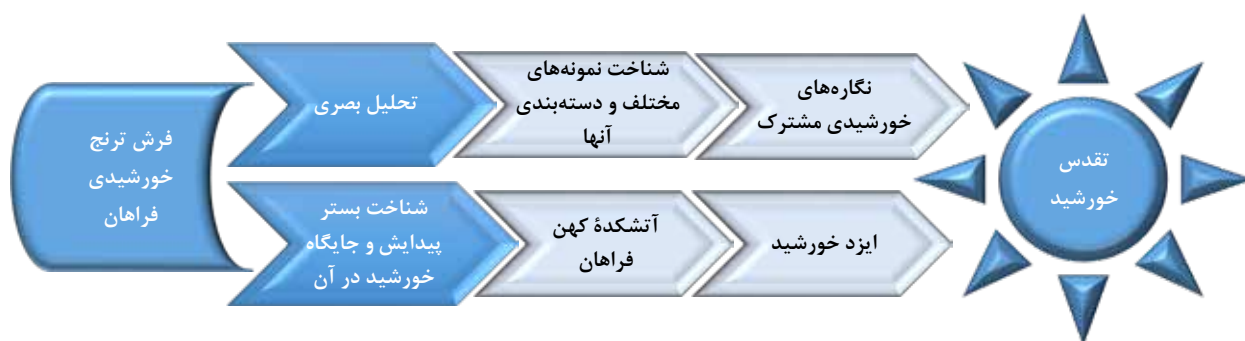 فرش ترنج
خورشیدی
فراهان
تحلیل بصری
شناخت نمونه‌های
مختلف و دسته‌بندی
آنها
نگاره‌های
خورشیدی مشترک
شناخت بستر
پیدایش و جایگاه
خورشید در آن
آتشکدۀ کهن
فراهان
ایزد خورشید
تقدس
خورشید